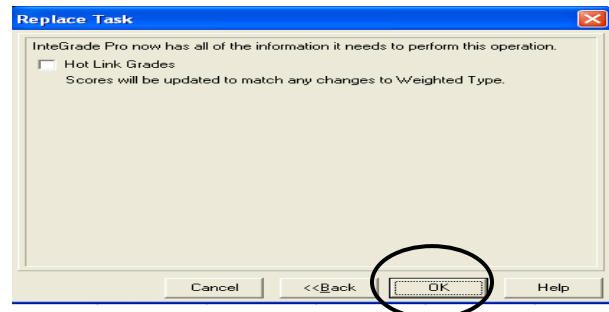 Replace Task
InteGrade Pro now has all of the information it needs to perform this operation.
Hot Link Grades
Scores will be updated to match any changes to Weighted Type.
Cancel <<Back OK Help